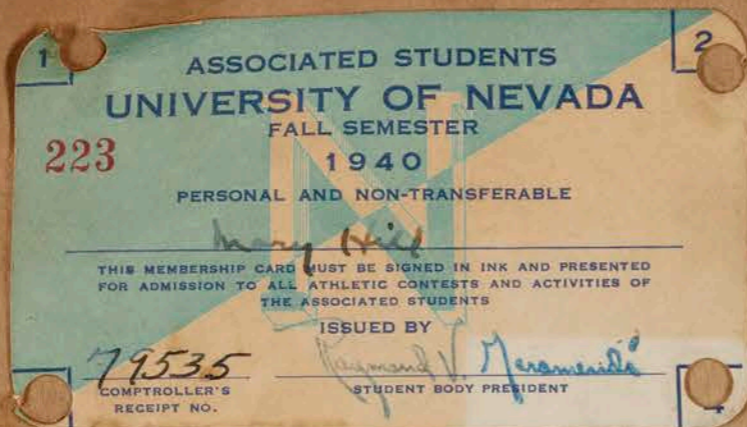 1
2
ASSOCIATED STUDENTS
UNIVERSITY OF NEVADA
FALL SEMESTER
223
1940
PERSONAL AND NON-TRANSFERABLE
Mary Hill
THIS MEMBERSHIP CARD MUST BE SIGNED IN INK AND PRESENTED
FOR ADMISSION TO ALL ATHLETIC CONTESTS AND ACTIVITIES OF
THE ASSOCIATED STUDENTS
ISSUED BY
79535 Raymond V.
COMPTROLLER'S STUDENT BODY PRESIDENT
RECEIPT NO.
4